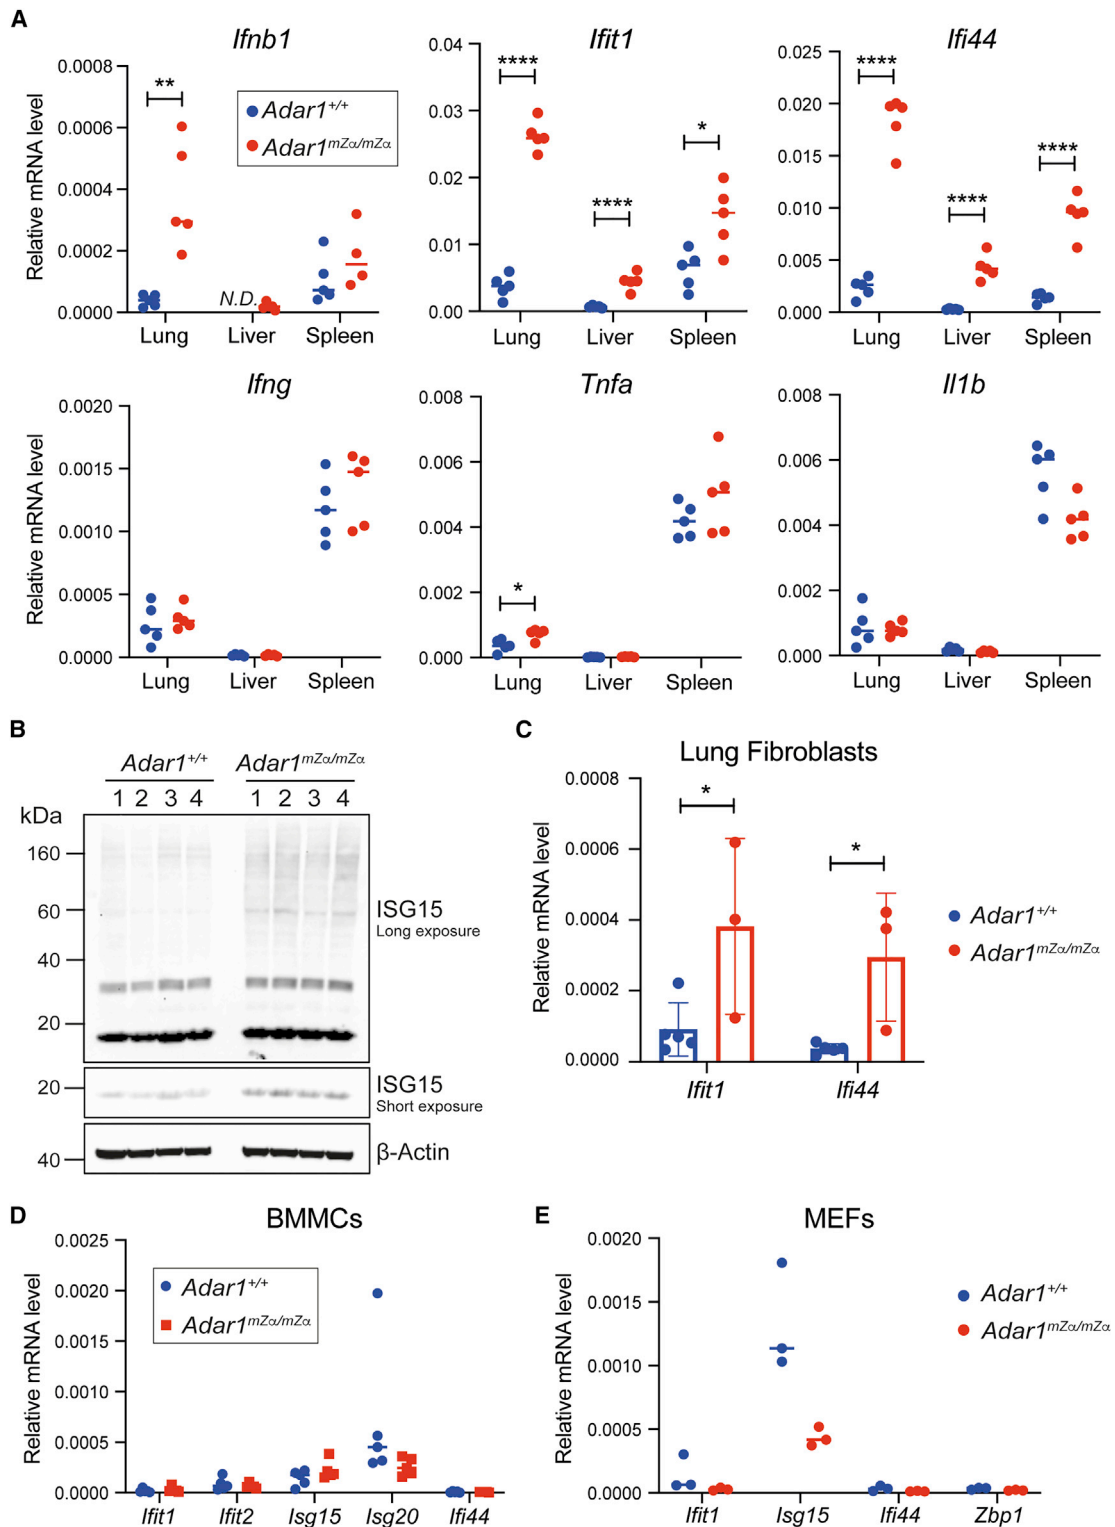 A
Ifnb1
Ifit1
Ifi44
Relative mRNA level
0.0008
0.0006
0.0004
0.0002
0.0000
**
Adar1+/+
Adar1mZα/mZα
N.D.
Lung Liver Spleen
0.04
0.03
0.02
0.01
0.00
****
****
*
Lung Liver Spleen
0.025
0.020
0.015
0.010
0.005
0.000
****
****
****
Lung Liver Spleen
Ifng
Tnfa
Il1b
Relative mRNA level
0.0020
0.0015
0.0010
0.0005
0.0000
Lung Liver Spleen
0.008
0.006
0.004
0.002
0.000
*
Lung Liver Spleen
0.008
0.006
0.004
0.002
0.000
Lung Liver Spleen
B
Adar1+/+ Adar1mZα/mZα
1 2 3 4 1 2 3 4
kDa
160
60
40
20
ISG15
Long exposure
20
ISG15
Short exposure
40
β-Actin
C
Lung Fibroblasts
Relative mRNA level
0.0008
0.0006
0.0004
0.0002
0.0000
*
*
Ifit1 Ifi44
Adar1+/+
Adar1mZα/mZα
D
BMMCs
Relative mRNA level
0.0025
0.0020
0.0015
0.0010
0.0005
0.0000
Adar1+/+
Adar1mZα/mZα
Ifit1 Ifit2 Isg15 Isg20 Ifi44
E
MEFs
Relative mRNA level
0.0020
0.0015
0.0010
0.0005
0.0000
Adar1+/+
Adar1mZα/mZα
Ifit1 Isg15 Ifi44 Zbp1